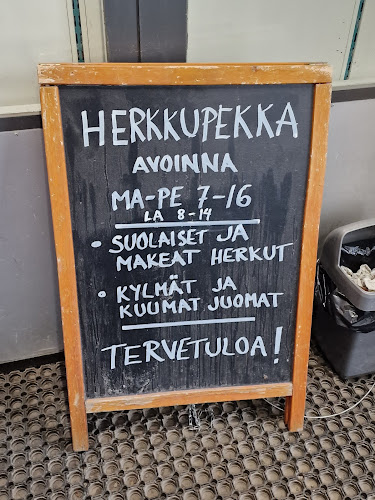 HERKKUPEKKA
AVOINNA
MA-PE 7-16
LA 8-14
• SUOLAISET JA
MAKEAT HERKUT
• KYLMÄT JA
KUUMAT JUOMAT
TERVETULOA!